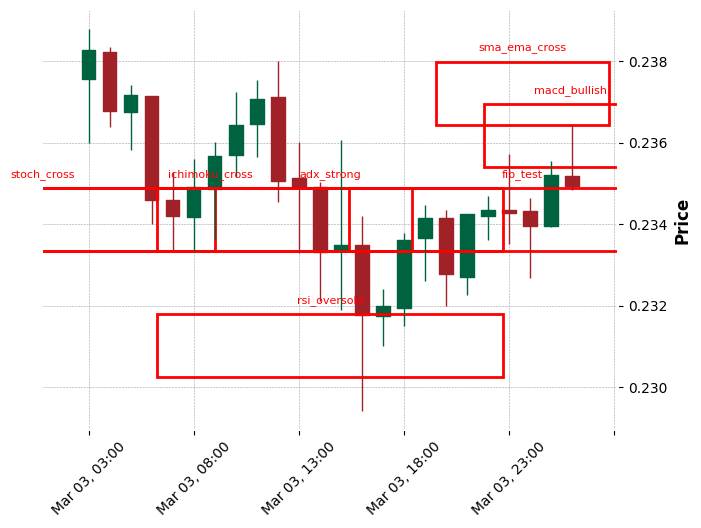 sma_ema_cross
0.238
macd_bullish
0.236
stoch_cross
ichimoku_cross
adx_strong
fib_test
0.234
Price
rsi_oversold
0.232
0.230
Mar 03, 03:00
Mar 03, 08:00
Mar 03, 13:00
Mar 03, 18:00
Mar 03, 23:00